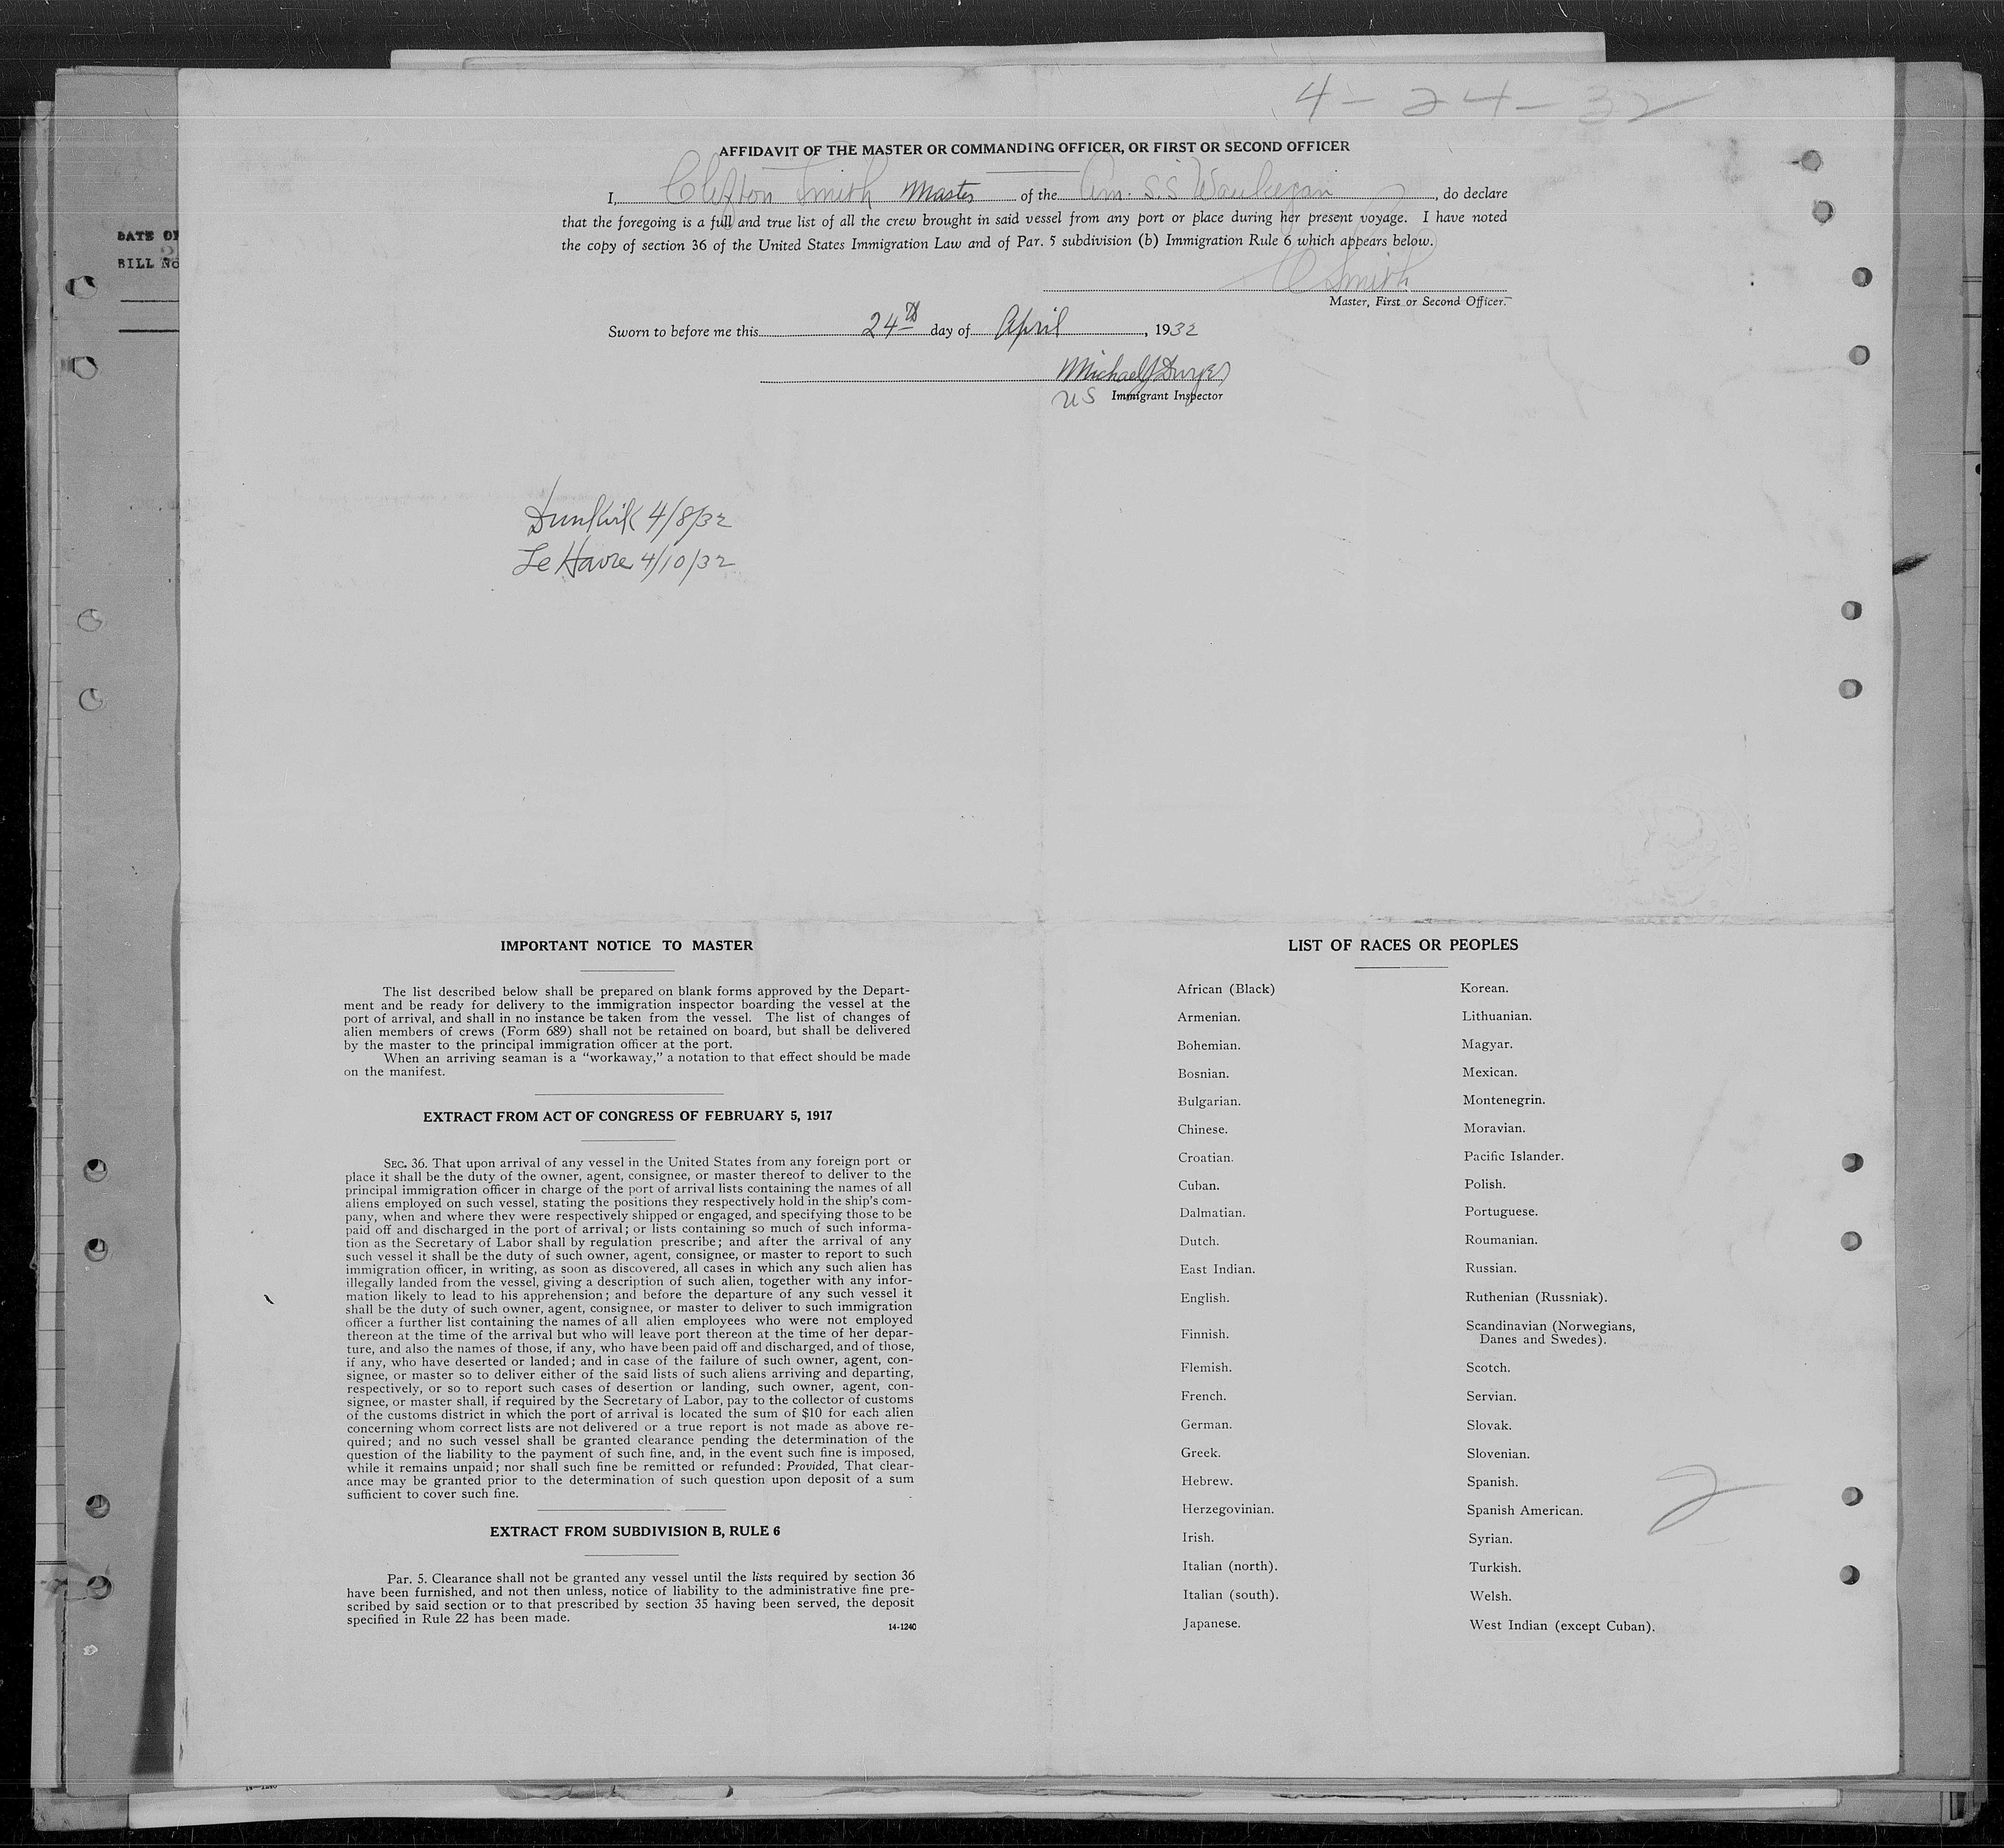 4-24-32
AFFIDAVIT OF THE MASTER OR COMMANDING OFFICER, OR FIRST OR SECOND OFFICER
I, Clifton Smith Master of the Am. S.S Waukegan, do declare
that the foregoing is a full and true list of all the crew brought in said vessel from any port or place during her present voyage. I have noted
the copy of section 36 of the United States Immigration Law and of Par. 5 subdivision (b) Immigration Rule 6 which appears below.
C Smith
Master, First or Second Officer.
Sworn to before me this 24th day of April, 1932
Michael J Dwyer
US Immigrant Inspector
DATE OF
BILL No
Dunkirk 4/8/32
Le Havre 4/10/32
IMPORTANT NOTICE TO MASTER
The list described below shall be prepared on blank forms approved by the Depart-
ment and be ready for delivery to the immigration inspector boarding the vessel at the
port of arrival, and shall in no instance be taken from the vessel. The list of changes of
alien members of crews (Form 689) shall not be retained on board, but shall be delivered
by the master to the principal immigration officer at the port.
When an arriving seaman is a "workaway," a notation to that effect should be made
on the manifest.
EXTRACT FROM ACT OF CONGRESS OF FEBRUARY 5, 1917
SEC. 36. That upon arrival of any vessel in the United States from any foreign port or
place it shall be the duty of the owner, agent, consignee, or master thereof to deliver to the
principal immigration officer in charge of the port of arrival lists containing the names of all
aliens employed on such vessel, stating the positions they respectively hold in the ship's com-
pany, when and where they were respectively shipped or engaged, and specifying those to be
paid off and discharged in the port of arrival; or lists containing so much of such informa-
tion as the Secretary of Labor shall by regulation prescribe; and after the arrival of any
such vessel it shall be the duty of such owner, agent, consignee, or master to report to such
immigration officer, in writing, as soon as discovered, all cases in which any such alien has
illegally landed from the vessel, giving a description of such alien, together with any infor-
mation likely to lead to his apprehension; and before the departure of any such vessel it
shall be the duty of such owner, agent, consignee, or master to deliver to such immigration
officer a further list containing the names of all alien employees who were not employed
thereon at the time of the arrival but who will leave port thereon at the time of her depar-
ture, and also the names of those, if any, who have been paid off and discharged, and of those,
if any, who have deserted or landed; and in case of the failure of such owner, agent, con-
signee, or master so to deliver either of the said lists of such aliens arriving and departing,
respectively, or so to report such cases of desertion or landing, such owner, agent, con-
signee, or master shall, if required by the Secretary of Labor, pay to the collector of customs
of the customs district in which the port of arrival is located the sum of $10 for each alien
concerning whom correct lists are not delivered or a true report is not made as above re-
quired; and no such vessel shall be granted clearance pending the determination of the
question of the liability to the payment of such fine, and, in the event such fine is imposed,
while it remains unpaid; nor shall such fine be remitted or refunded: Provided, That clear-
ance may be granted prior to the determination of such question upon deposit of a sum
sufficient to cover such fine.
EXTRACT FROM SUBDIVISION B, RULE 6
Par. 5. Clearance shall not be granted any vessel until the lists required by section 36
have been furnished, and not then unless, notice of liability to the administrative fine pre-
scribed by said section or to that prescribed by section 35 having been served, the deposit
specified in Rule 22 has been made.
14-1240
LIST OF RACES OR PEOPLES
African (Black)
Armenian.
Bohemian.
Bosnian.
Bulgarian.
Chinese.
Croatian.
Cuban.
Dalmatian.
Dutch.
East Indian.
English.
Finnish.
Flemish.
French.
German.
Greek.
Hebrew.
Herzegovinian.
Irish.
Italian (north).
Italian (south).
Japanese.
Korean.
Lithuanian.
Magyar.
Mexican.
Montenegrin.
Moravian.
Pacific Islander.
Polish.
Portuguese.
Roumanian.
Russian.
Ruthenian (Russniak).
Scandinavian (Norwegians,
Danes and Swedes).
Scotch.
Servian.
Slovak.
Slovenian.
Spanish.
Spanish American.
Syrian.
Turkish.
Welsh.
West Indian (except Cuban).
2